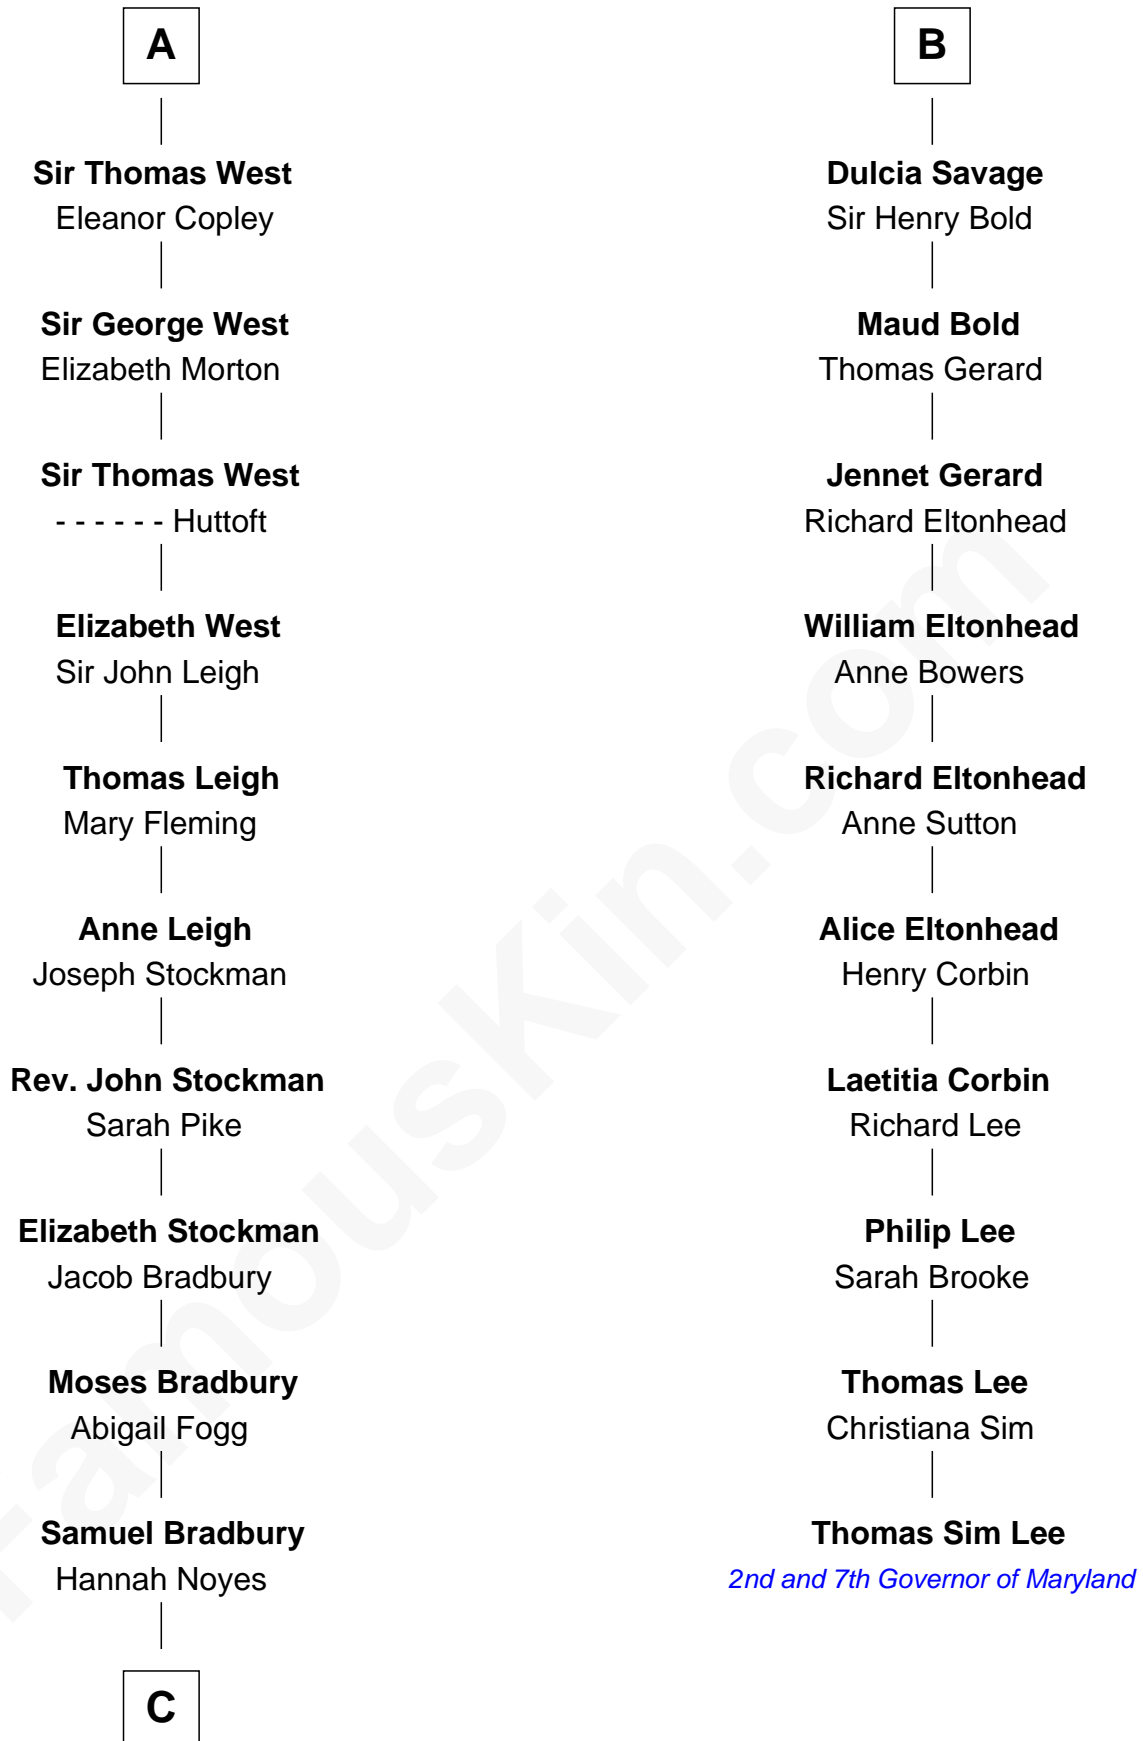 A
Sir Thomas West
Eleanor Copley
Sir George West
Elizabeth Morton
Sir Thomas West
- - - - - - Huttoft
Elizabeth West
Sir John Leigh
Thomas Leigh
Mary Fleming
Anne Leigh
Joseph Stockman
Rev. John Stockman
Sarah Pike
Elizabeth Stockman
Jacob Bradbury
Moses Bradbury
Abigail Fogg
Samuel Bradbury
Hannah Noyes
C
B
Dulcia Savage
Sir Henry Bold
Maud Bold
Thomas Gerard
Jennet Gerard
Richard Eltonhead
William Eltonhead
Anne Bowers
Richard Eltonhead
Anne Sutton
Alice Eltonhead
Henry Corbin
Laetitia Corbin
Richard Lee
Philip Lee
Sarah Brooke
Thomas Lee
Christiana Sim
Thomas Sim Lee
2nd and 7th Governor of Maryland
FamousKin.com